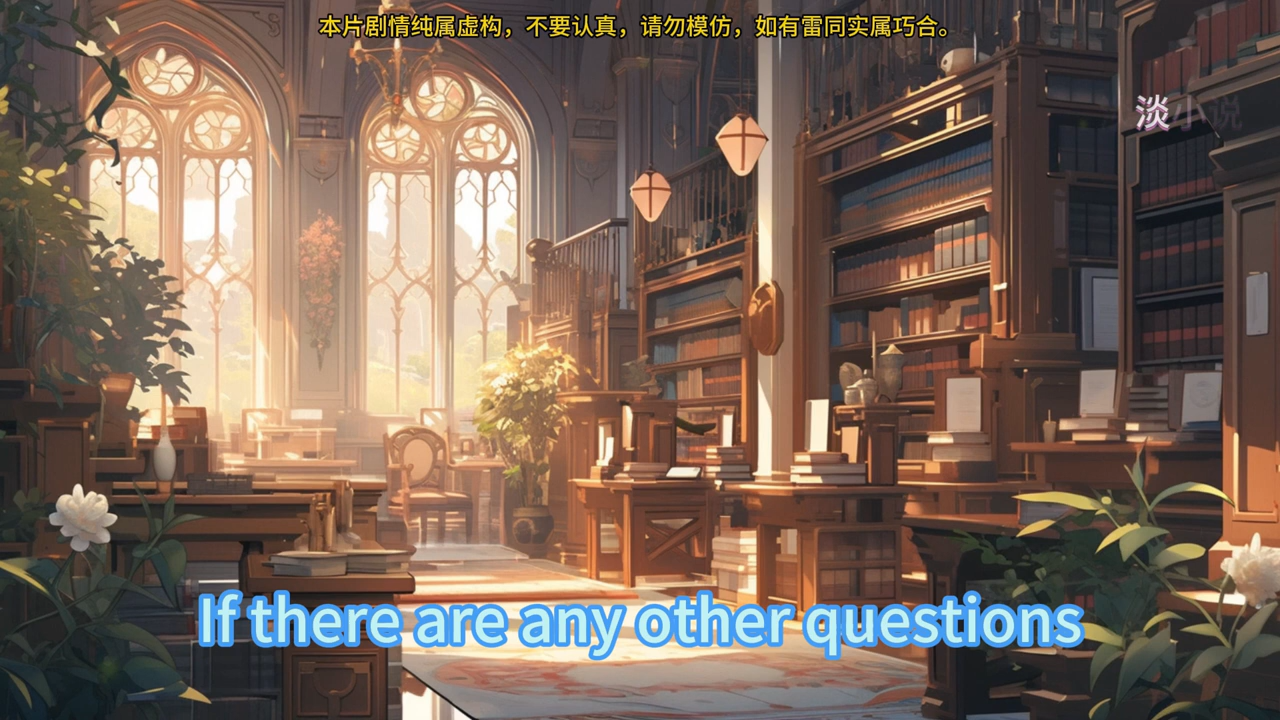 本片剧情纯属虚构，不要认真，请勿模仿，如有雷同实属巧合。
淡小说
If there are any other questions